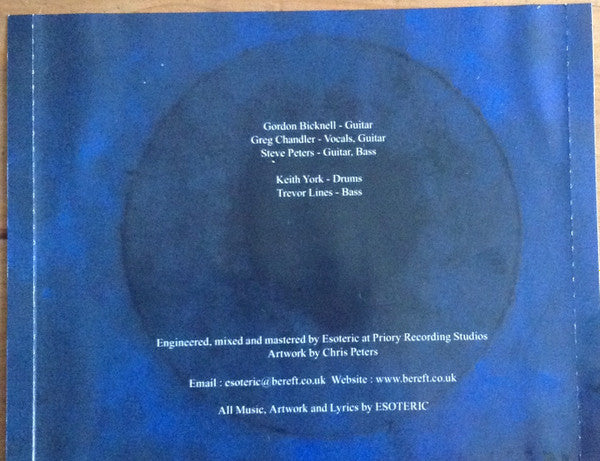 Gordon Bicknell - Guitar
Greg Chandler - Vocals, Guitar
Steve Peters - Guitar, Bass
Keith York - Drums
Trevor Lines - Bass
Engineered, mixed and mastered by Esoteric at Priory Recording Studios
Artwork by Chris Peters
Email : esoteric@bereft.co.uk Website : www.bereft.co.uk
All Music, Artwork and Lyrics by ESOTERIC